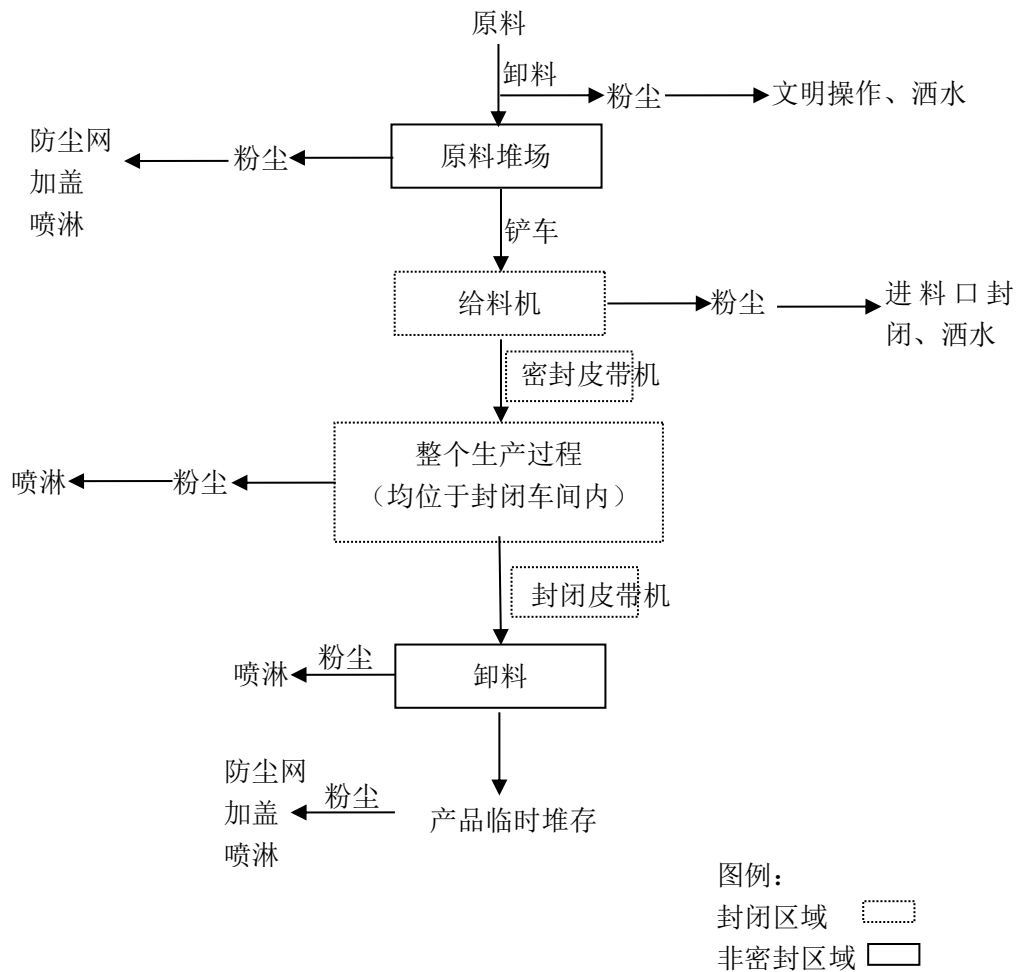 原料
卸料
粉尘
文明操作、洒水
防尘网
加盖
喷淋
粉尘
原料堆场
铲车
给料机
粉尘
进料口封
闭、洒水
密封皮带机
整个生产过程
（均位于封闭车间内）
喷淋
粉尘
封闭皮带机
喷淋
粉尘
卸料
防尘网
加盖
喷淋
粉尘
产品临时堆存
图例：
封闭区域
非密封区域